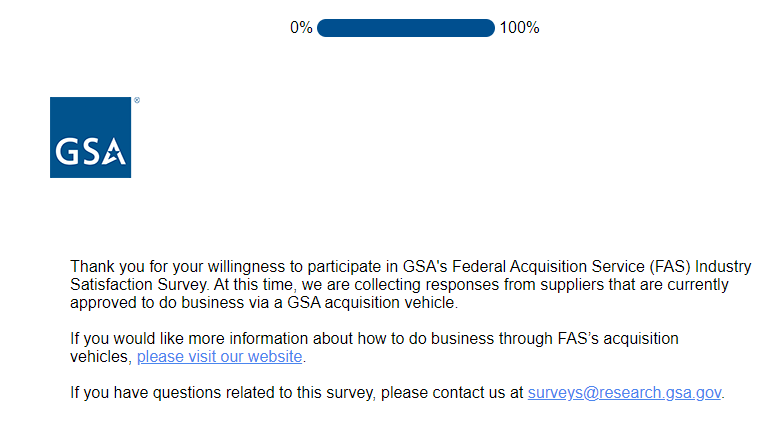 0% 100%
®
GSA
Thank you for your willingness to participate in GSA's Federal Acquisition Service (FAS) Industry
Satisfaction Survey. At this time, we are collecting responses from suppliers that are currently
approved to do business via a GSA acquisition vehicle.
If you would like more information about how to do business through FAS’s acquisition
vehicles, please visit our website.
If you have questions related to this survey, please contact us at surveys@research.gsa.gov.